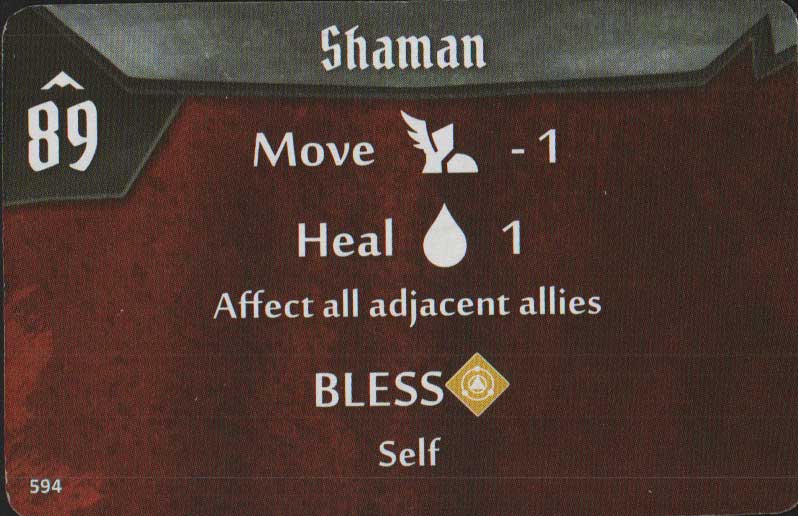 Shaman
89
Move - 1
Heal 1
Affect all adjacent allies
BLESS
Self
594